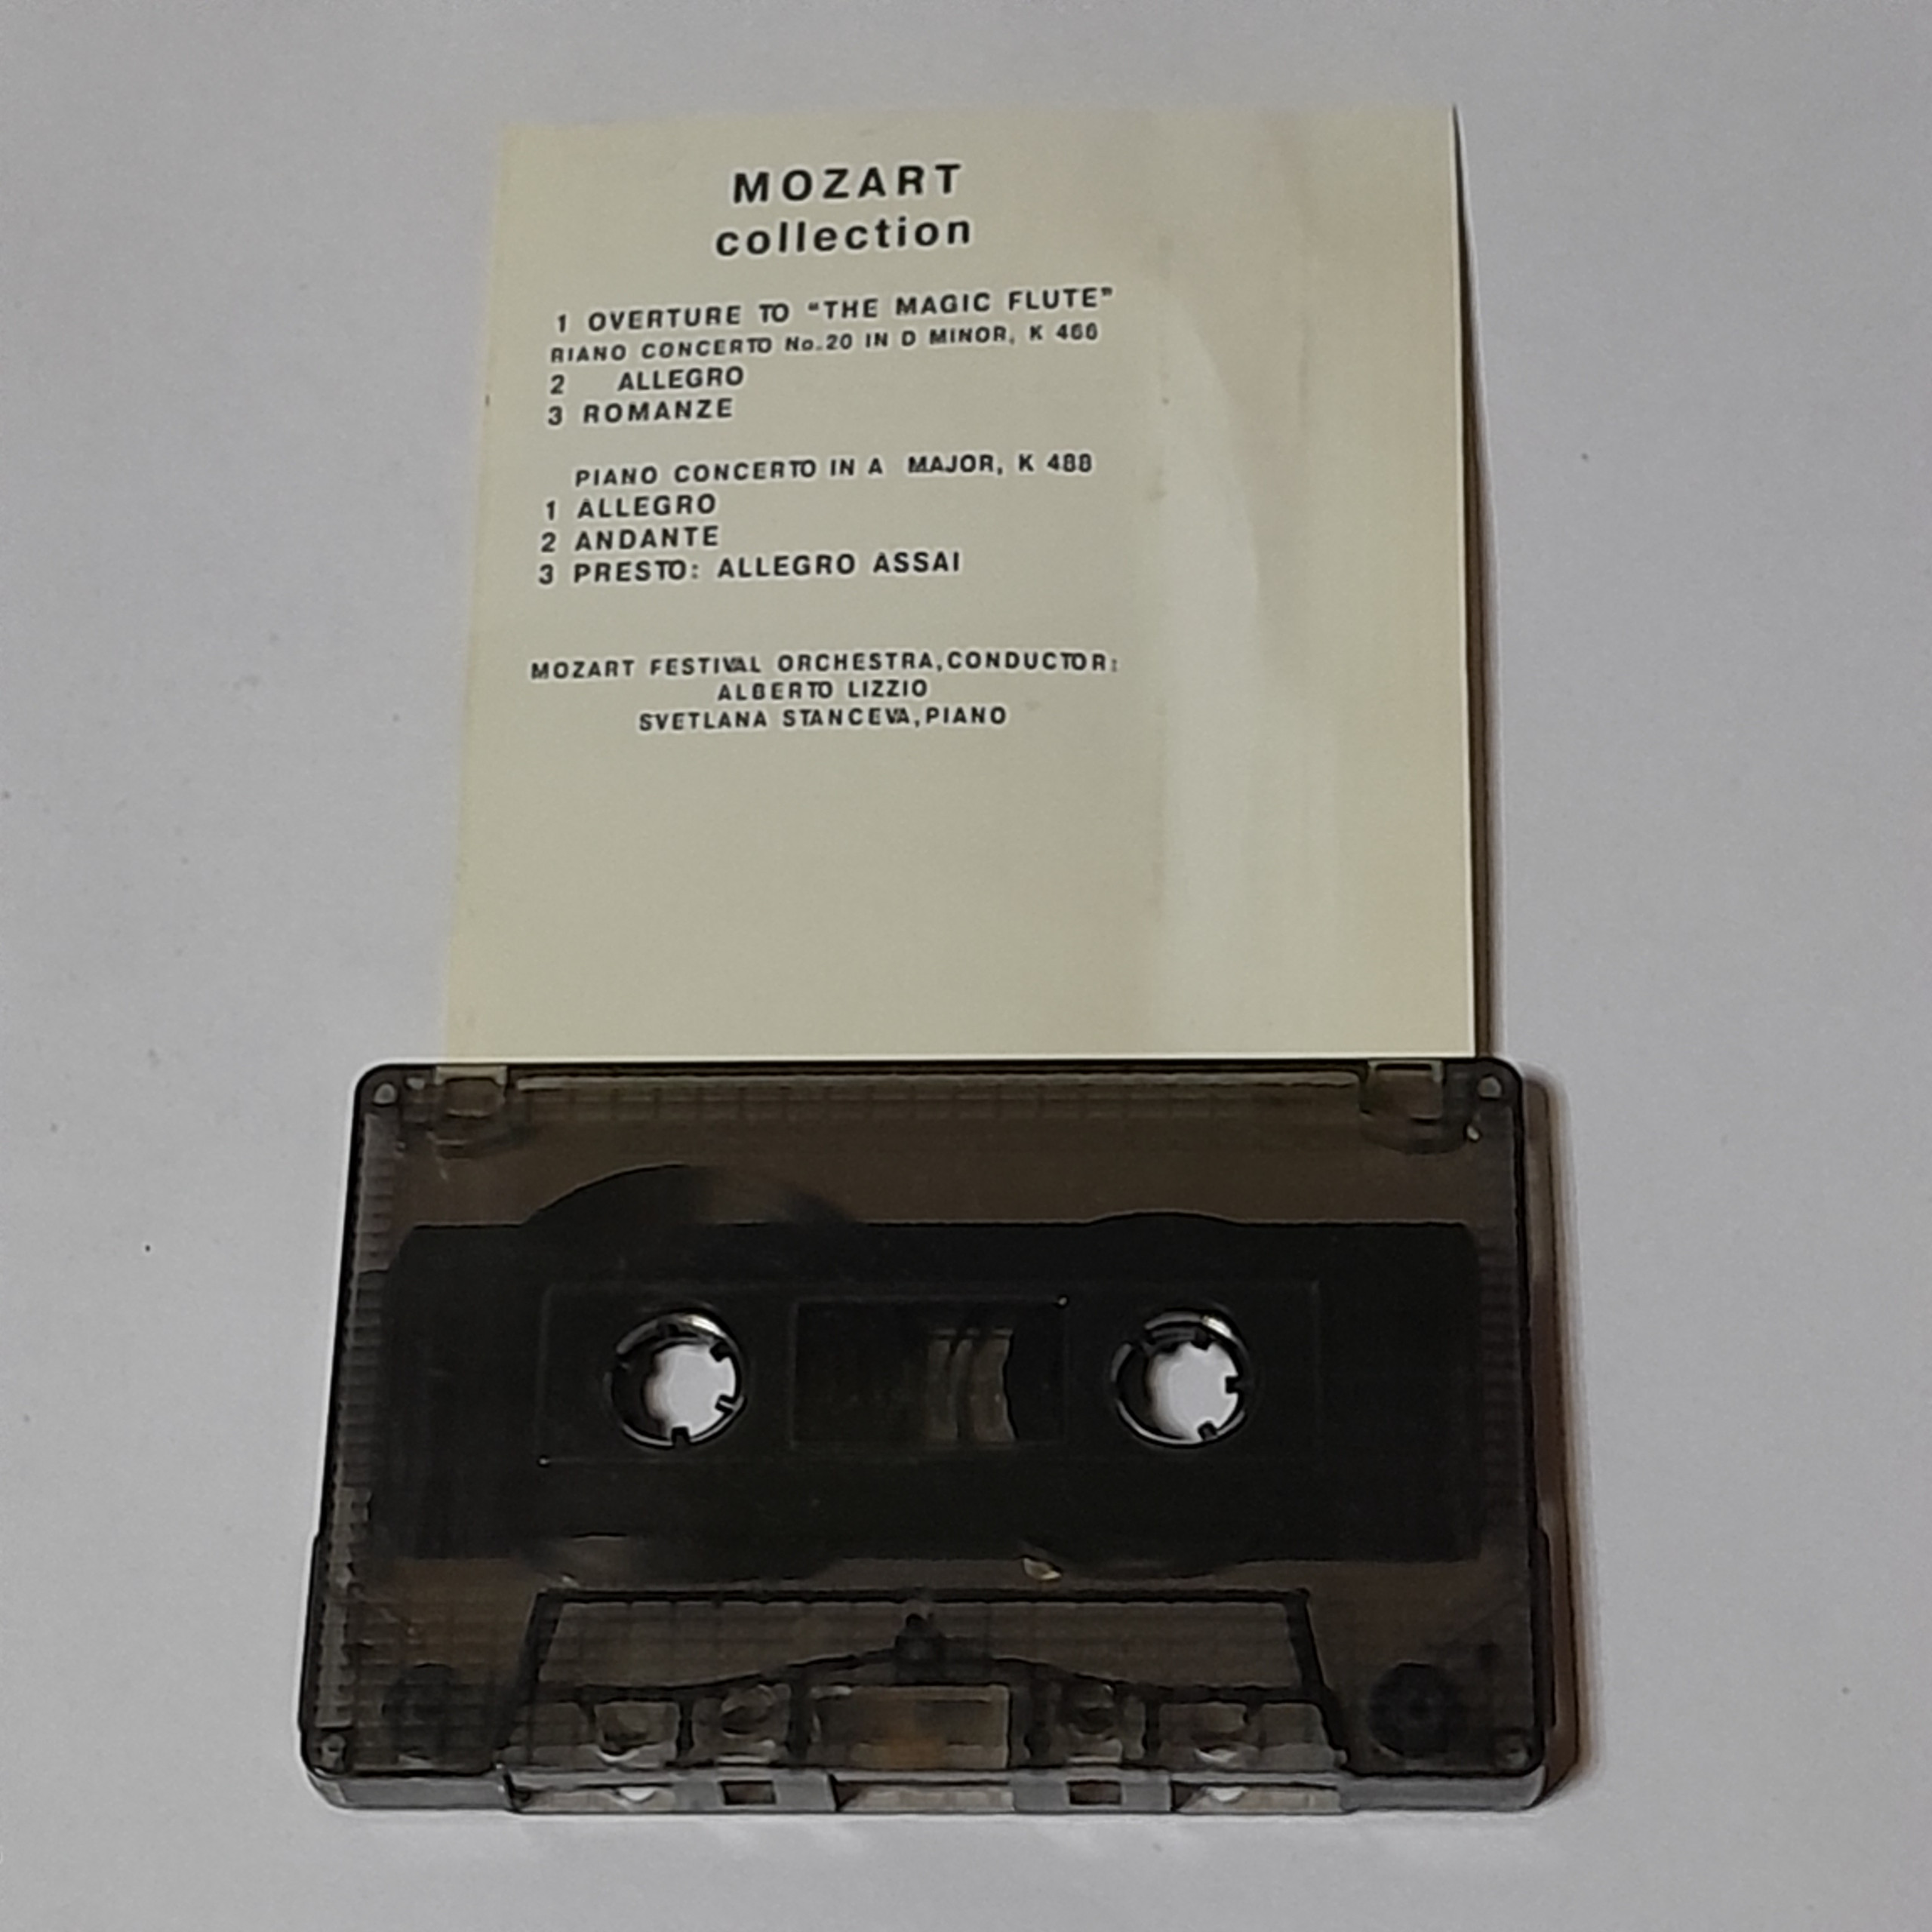 MOZART
collection
1 OVERTURE TO "THE MAGIC FLUTE"
RIANO CONCERTO No.20 IN D MINOR, K 466
2 ALLEGRO
3 ROMANZE
PIANO CONCERTO IN A MAJOR, K 488
1 ALLEGRO
2 ANDANTE
3 PRESTO: ALLEGRO ASSAI
MOZART FESTIVAL ORCHESTRA,CONDUCTOR:
ALBERTO LIZZIO
SVETLANA STANCEVA,PIANO